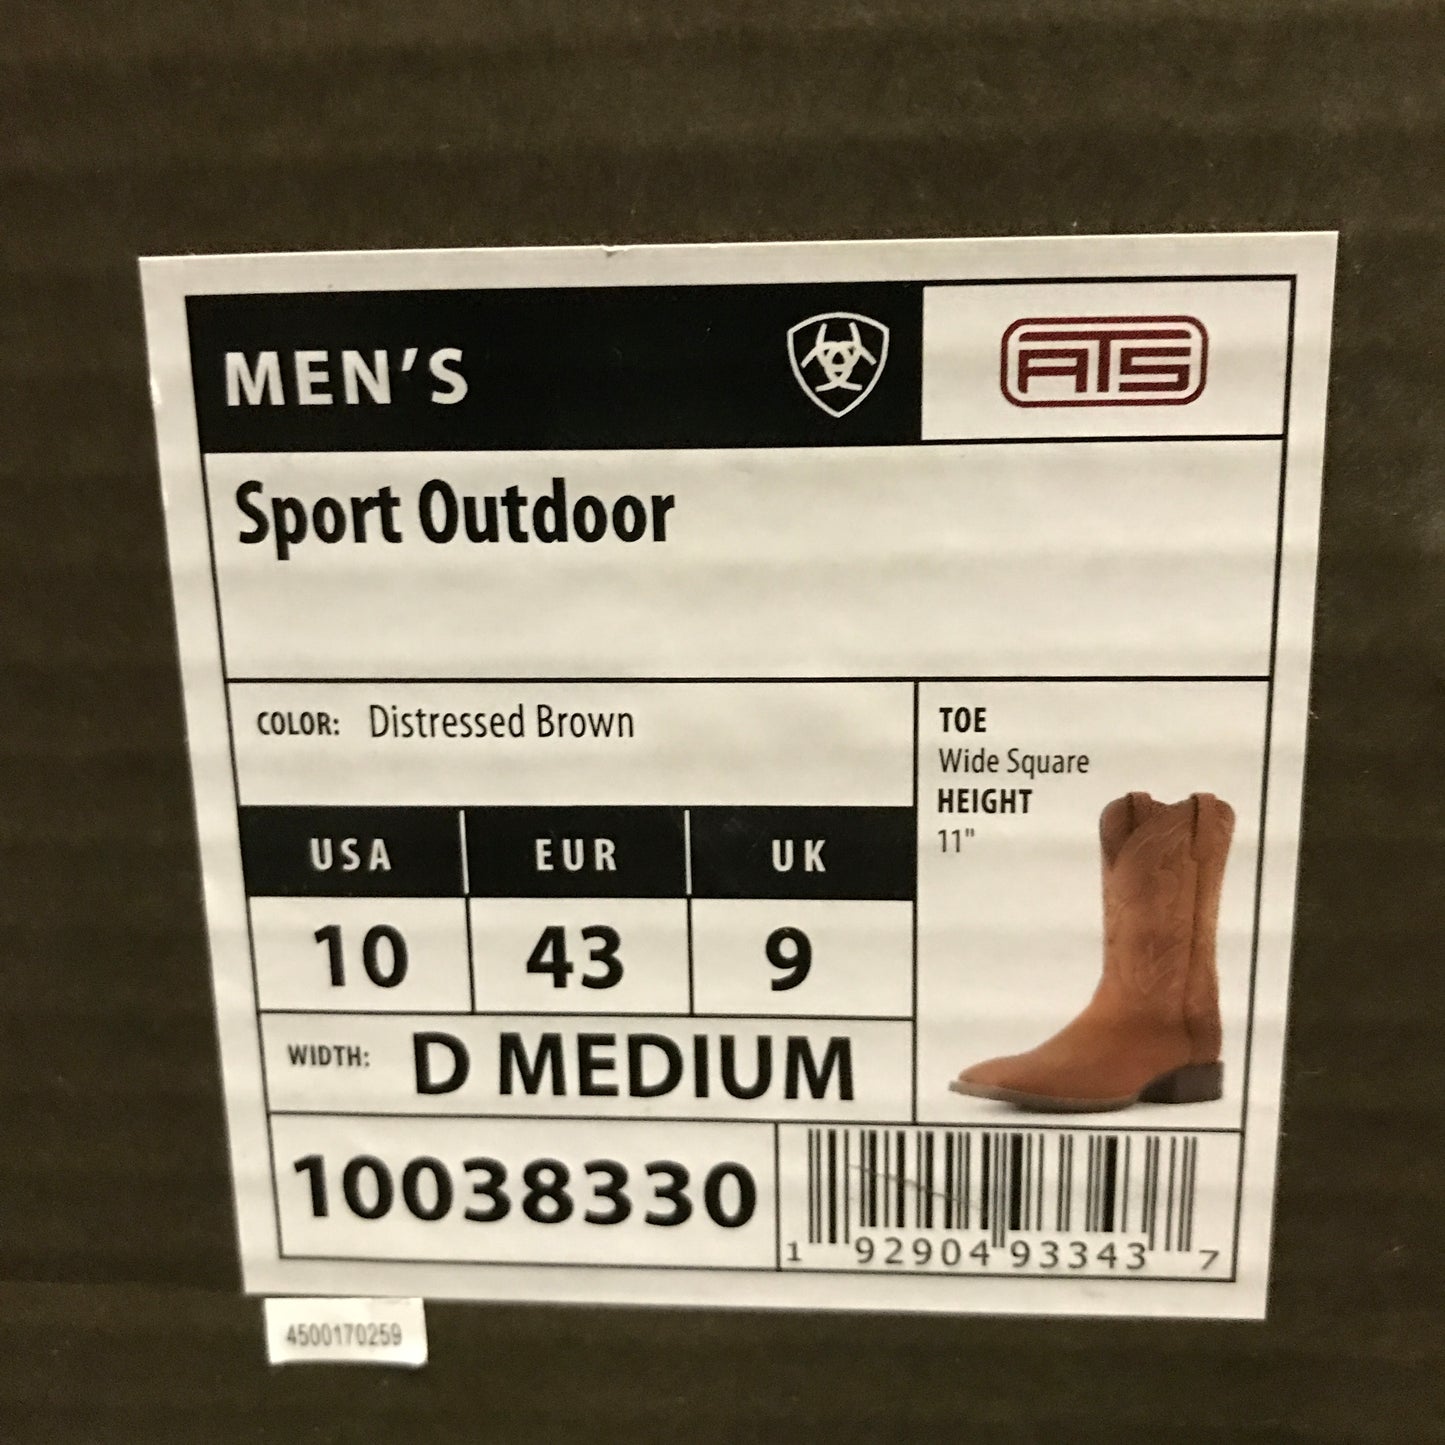 MEN'S
ATS
Sport Outdoor
COLOR: Distressed Brown
TOE
Wide Square
HEIGHT
11"
USA EUR UK
10 43 9
WIDTH: D MEDIUM
10038330
1 92904 93343 7
4500170259